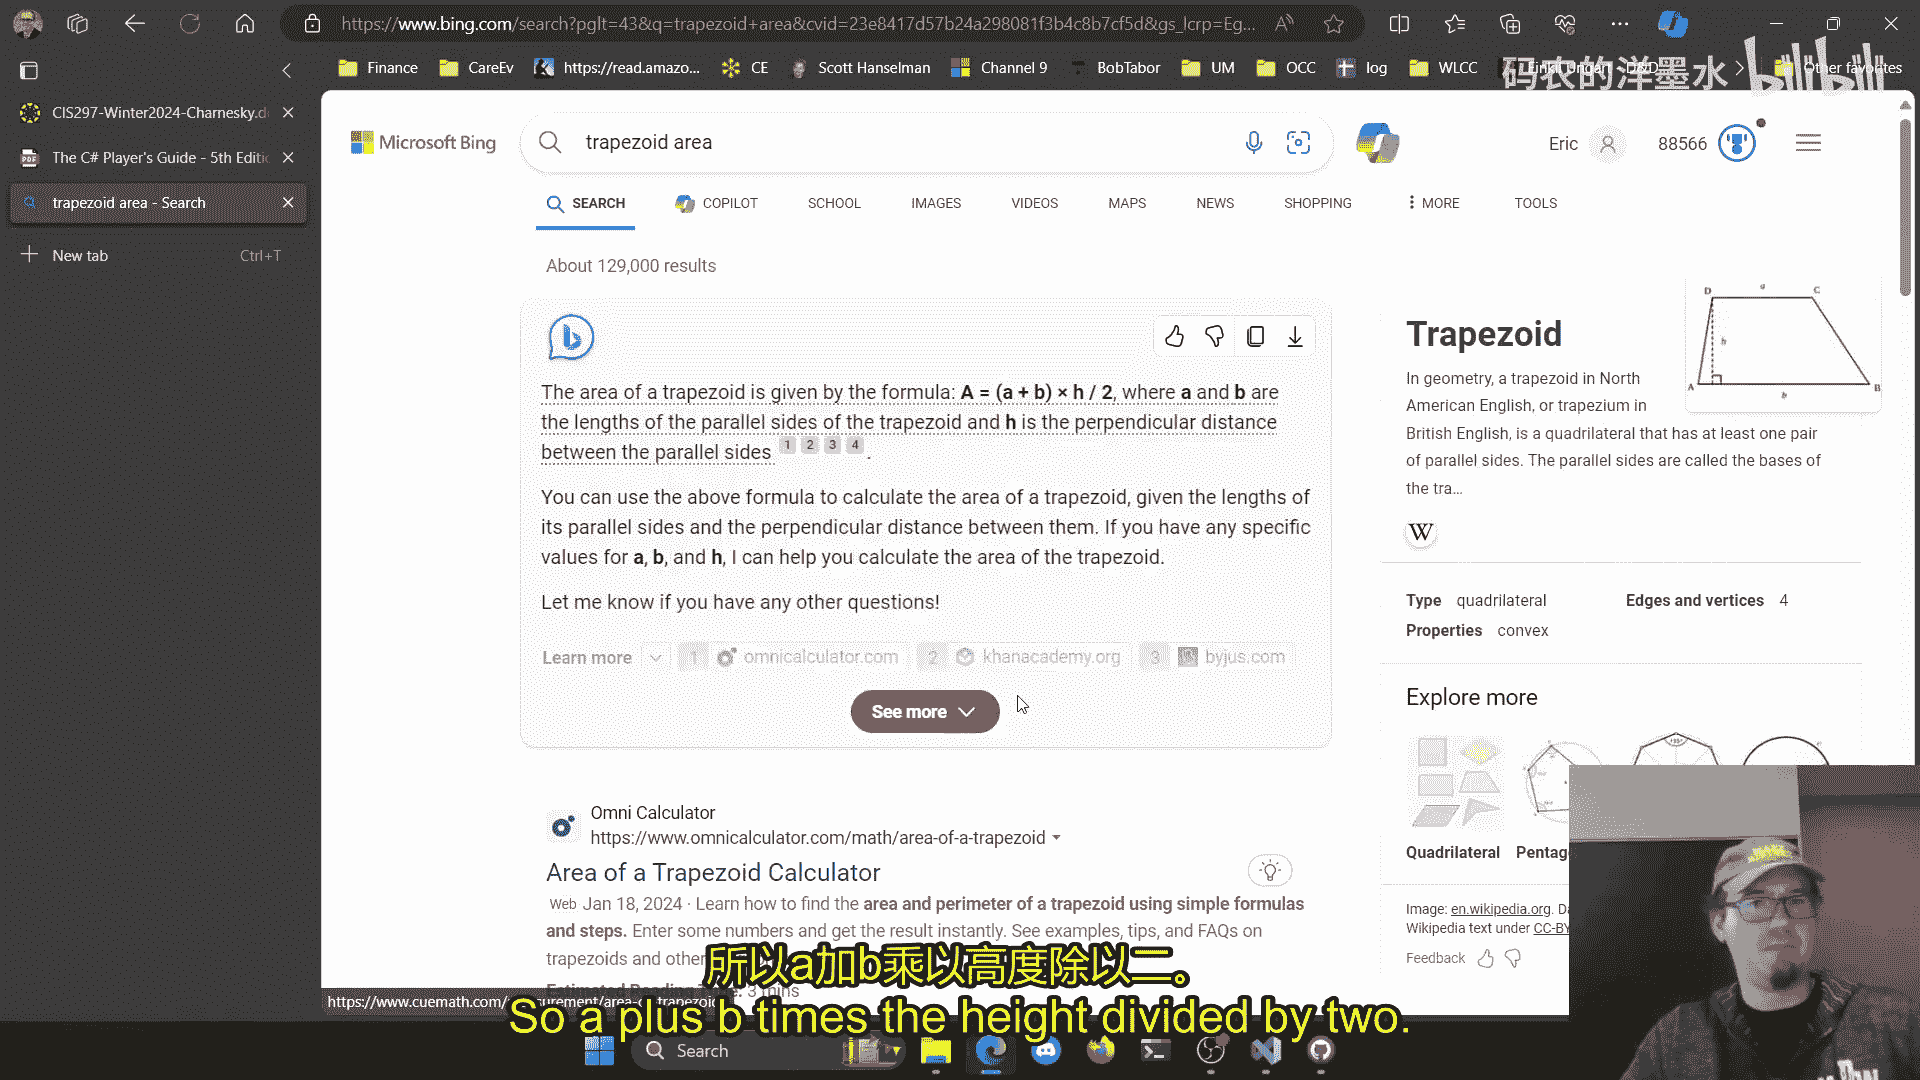 https://www.bing.com/search?pglt=43&q=trapezoid+area&cvid=23e8417d57b24a298081f3b4c8b7cf5d&gs_lcrp=Eg...
Finance
CareEv
https://read.amazo...
CE
Scott Hanselman
Channel 9
BobTabor
UM
OCC
log
WLCC
Other favorites
码农的洋墨水
bilibili
CIS297-Winter2024-Charnesky.d
The C# Player's Guide - 5th Editi
trapezoid area - Search
New tab
Ctrl+T
Microsoft Bing
trapezoid area
Eric
88566
SEARCH
COPILOT
SCHOOL
IMAGES
VIDEOS
MAPS
NEWS
SHOPPING
MORE
TOOLS
About 129,000 results
The area of a trapezoid is given by the formula: A = (a + b) × h / 2, where a and b are
the lengths of the parallel sides of the trapezoid and h is the perpendicular distance
between the parallel sides 1 2 3 4 .
You can use the above formula to calculate the area of a trapezoid, given the lengths of
its parallel sides and the perpendicular distance between them. If you have any specific
values for a, b, and h, I can help you calculate the area of the trapezoid.
Let me know if you have any other questions!
Learn more
1 omnicalculator.com
2 khanacademy.org
3 byjus.com
See more
Omni Calculator
https://www.omnicalculator.com/math/area-of-a-trapezoid
Area of a Trapezoid Calculator
Web Jan 18, 2024 · Learn how to find the area and perimeter of a trapezoid using simple formulas
and steps. Enter some numbers and get the result instantly. See examples, tips, and FAQs on
trapezoids and other
3 mins
Trapezoid
D a C
h
A b B
In geometry, a trapezoid in North
American English, or trapezium in
British English, is a quadrilateral that has at least one pair
of parallel sides. The parallel sides are called the bases of
the tra...
W
Type quadrilateral
Edges and vertices 4
Properties convex
Explore more
Quadrilateral
Pentag
Image: en.wikipedia.org. Da
Wikipedia text under CC-BY
Feedback
https://www.cuemath.com/
所以a加b乘以高度除以二。
So a plus b times the height divided by two.
Search